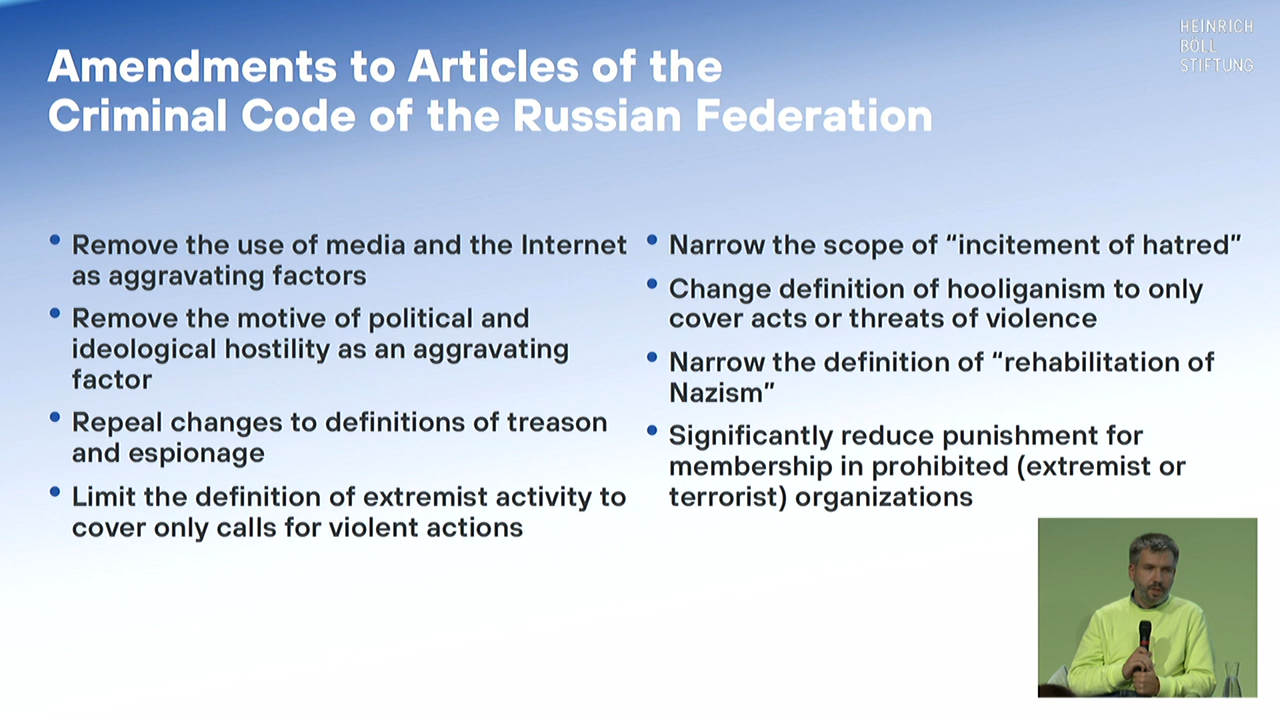 HEINRICH
BÖLL
STIFTUNG
Amendments to Articles of the
Criminal Code of the Russian Federation
• Remove the use of media and the Internet
as aggravating factors
• Remove the motive of political and
ideological hostility as an aggravating
factor
• Repeal changes to definitions of treason
and espionage
• Limit the definition of extremist activity to
cover only calls for violent actions
• Narrow the scope of “incitement of hatred”
• Change definition of hooliganism to only
cover acts or threats of violence
• Narrow the definition of “rehabilitation of
Nazism”
• Significantly reduce punishment for
membership in prohibited (extremist or
terrorist) organizations